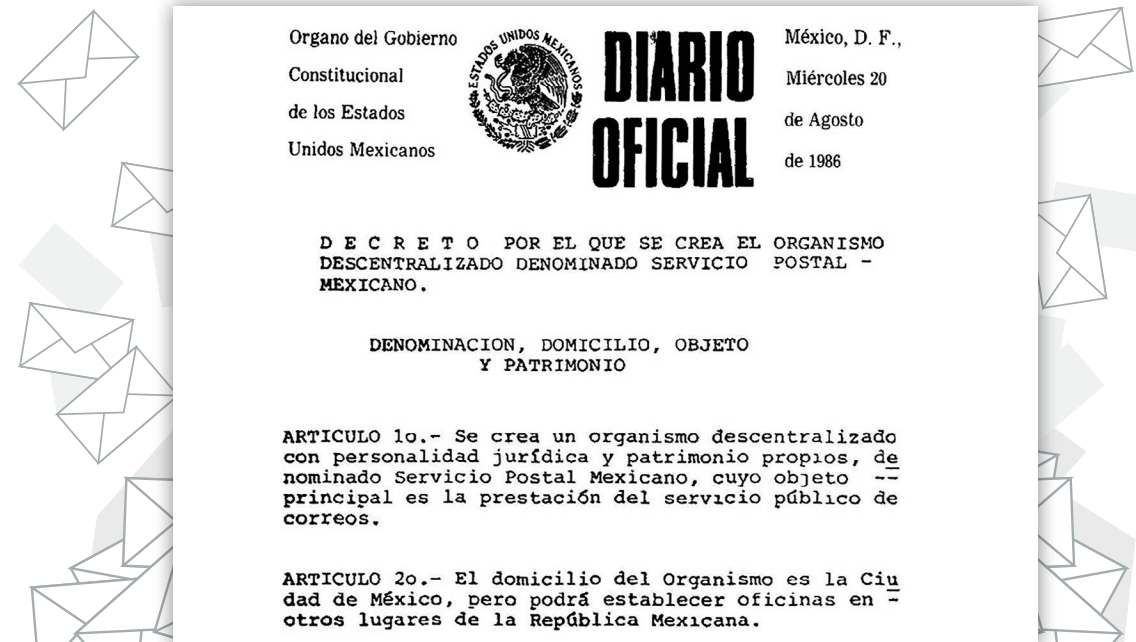 Organo del Gobierno
Constitucional
de los Estados
Unidos Mexicanos
ESTADOS UNIDOS MEXICANOS
DIARIO
OFICIAL
México, D. F.,
Miércoles 20
de Agosto
de 1986
D E C R E T O POR EL QUE SE CREA EL ORGANISMO
DESCENTRALIZADO DENOMINADO SERVICIO POSTAL -
MEXICANO.
DENOMINACION, DOMICILIO, OBJETO
Y PATRIMONIO
ARTICULO 1o.- Se crea un organismo descentralizado
con personalidad jurídica y patrimonio propios, de
nominado Servicio Postal Mexicano, cuyo objeto --
principal es la prestación del servicio público de
correos.
ARTICULO 2o.- El domicilio del Organismo es la Ciu
dad de México, pero podrá establecer oficinas en -
otros lugares de la República Mexicana.